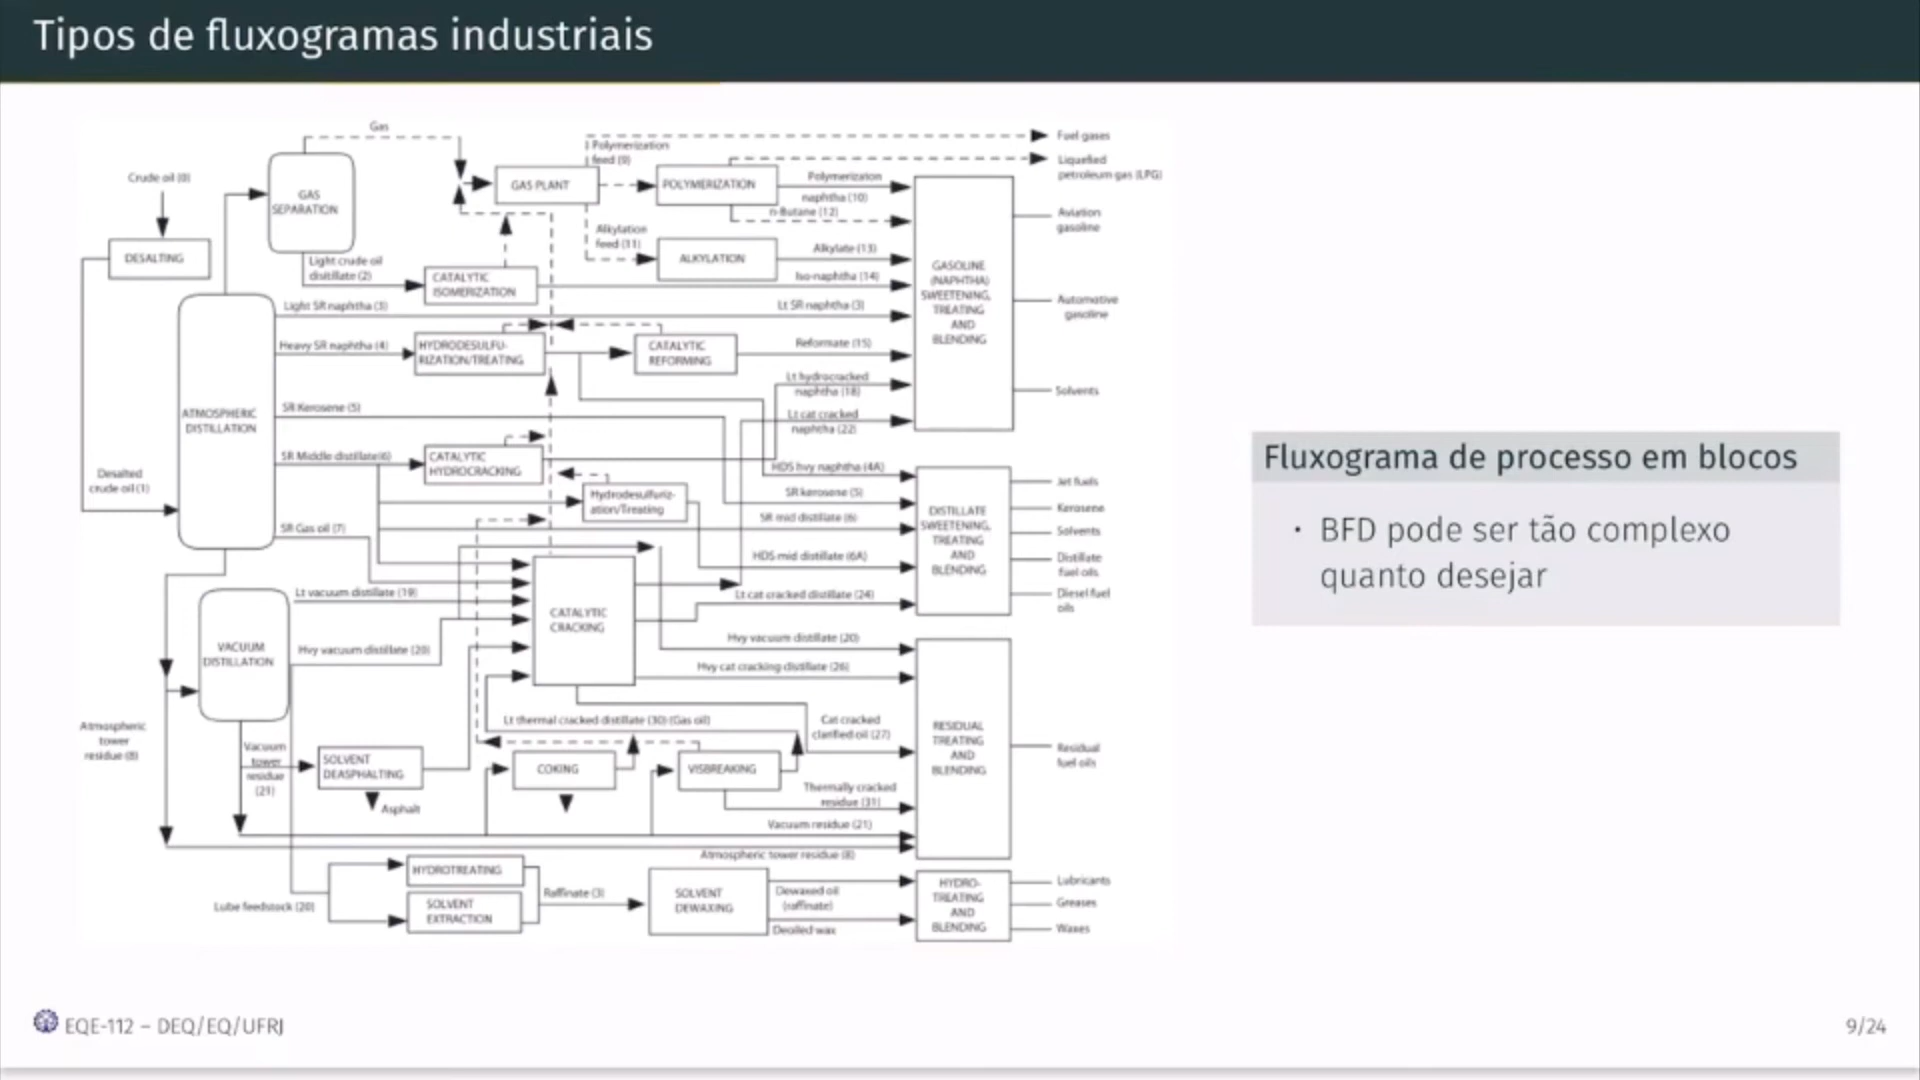 Tipos de fluxogramas industriais
Gas
Fuel gases
Polymerization
feed (9)
Liquefied
petroleum gas (LPG)
Crude oil (0)
GAS
SEPARATION
GAS PLANT
POLYMERIZATION
Polymerization
naphtha (10)
n-Butane (12)
Aviation
gasoline
Alkylation
feed (11)
DESALTING
Light crude oil
distillate (2)
CATALYTIC
ISOMERIZATION
ALKYLATION
Alkylate (13)
Iso-naphtha (14)
GASOLINE
(NAPHTHA)
SWEETENING,
TREATING
AND
BLENDING
Light SR naphtha (3)
Lt SR naphtha (3)
Automotive
gasoline
Heavy SR naphtha (4)
HYDRODESULFU-
RIZATION/TREATING
CATALYTIC
REFORMING
Reformate (15)
Lt hydrocracked
naphtha (18)
Solvents
ATMOSPHERIC
DISTILLATION
SR Kerosene (5)
Lt cat cracked
naphtha (22)
SR Middle distillate(6)
CATALYTIC
HYDROCRACKING
HDS hvy naphtha (4A)
Jet fuels
Desalted
crude oil (1)
Hydrodesulfuriz-
ation/Treating
SR kerosene (5)
Kerosene
SR Gas oil (7)
SR mid distillate (6)
DISTILLATE
SWEETENING,
TREATING
AND
BLENDING
Solvents
HDS mid distillate (6A)
Distillate
fuel oils
Lt vacuum distillate (19)
CATALYTIC
CRACKING
Lt cat cracked distillate (24)
Diesel fuel
oils
VACUUM
DISTILLATION
Hvy vacuum distillate (20)
Hvy vacuum distillate (20)
Hvy cat cracking distillate (26)
Atmospheric
tower
residue (8)
Lt thermal cracked distillate (30) (Gas oil)
Cat cracked
clarified oil (27)
RESIDUAL
TREATING
AND
BLENDING
Residual
fuel oils
Vacuum
tower
residue
(21)
SOLVENT
DEASPHALTING
Asphalt
COKING
VISBREAKING
Thermally cracked
residue (31)
Vacuum residue (21)
Atmospheric tower residue (8)
HYDROTREATING
Lube feedstock (20)
SOLVENT
EXTRACTION
Raffinate (3)
SOLVENT
DEWAXING
Dewaxed oil
(raffinate)
Deoiled wax
HYDRO-
TREATING
AND
BLENDING
Lubricants
Greases
Waxes
Fluxograma de processo em blocos
· BFD pode ser tão complexo
quanto desejar
EQE-112 – DEQ/EQ/UFRJ
9/24